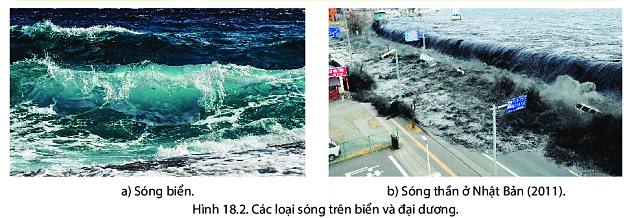 a) Sóng biển.
b) Sóng thần ở Nhật Bản (2011).
Hình 18.2. Các loại sóng trên biển và đại dương.